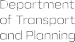 Department
of Transport
and Planning